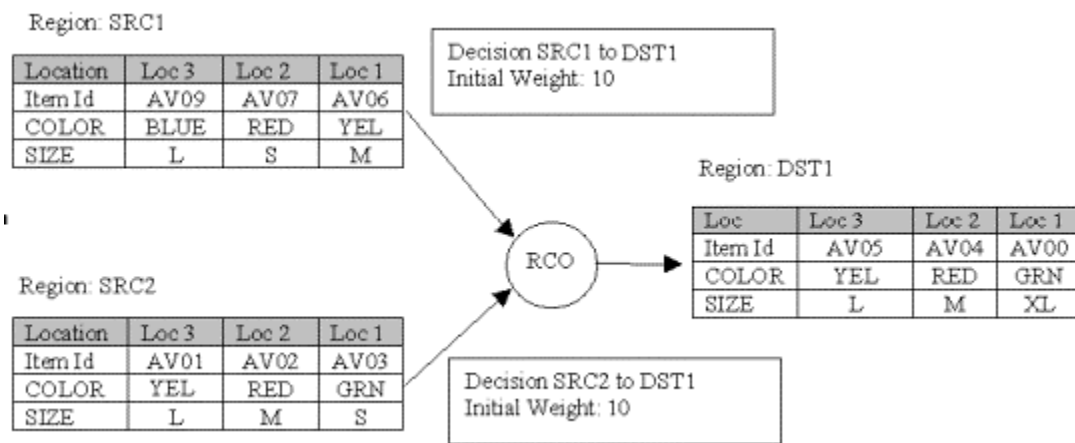 Region: SRC1
Location Loc 3 Loc 2 Loc 1
Item Id AV09 AV07 AV06
COLOR BLUE RED YEL
SIZE L S M
Decision SRC1 to DST1
Initial Weight: 10
Region: DST1
Loc Loc 3 Loc 2 Loc 1
Item Id AV05 AV04 AV00
COLOR YEL RED GRN
SIZE L M XL
RCO
Region: SRC2
Location Loc 3 Loc 2 Loc 1
Item Id AV01 AV02 AV03
COLOR YEL RED GRN
SIZE L M S
Decision SRC2 to DST1
Initial Weight: 10